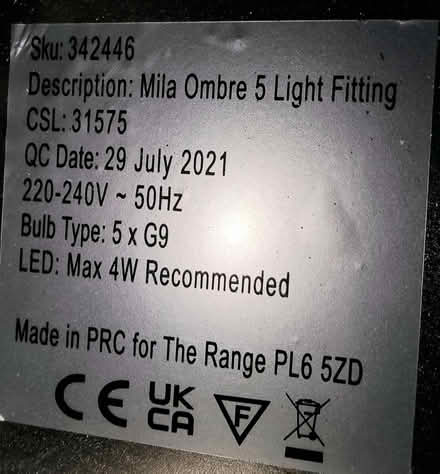 Sku: 342446
Description: Mila Ombre 5 Light Fitting
CSL: 31575
QC Date: 29 July 2021
220-240V ~ 50Hz
Bulb Type: 5 x G9
LED: Max 4W Recommended
Made in PRC for The Range PL6 5ZD
CE UK CA F